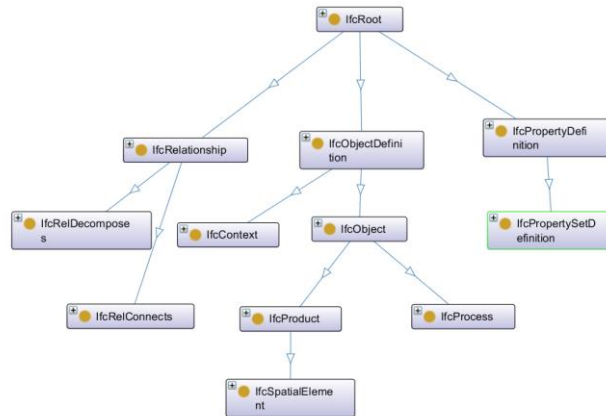 IfcRoot
IfcRelationship
IfcObjectDefini
tion
IfcPropertyDefi
nition
IfcRelDecompose
s
IfcContext
IfcObject
IfcPropertySetD
efinition
IfcRelConnects
IfcProduct
IfcProcess
IfcSpatialEleme
nt